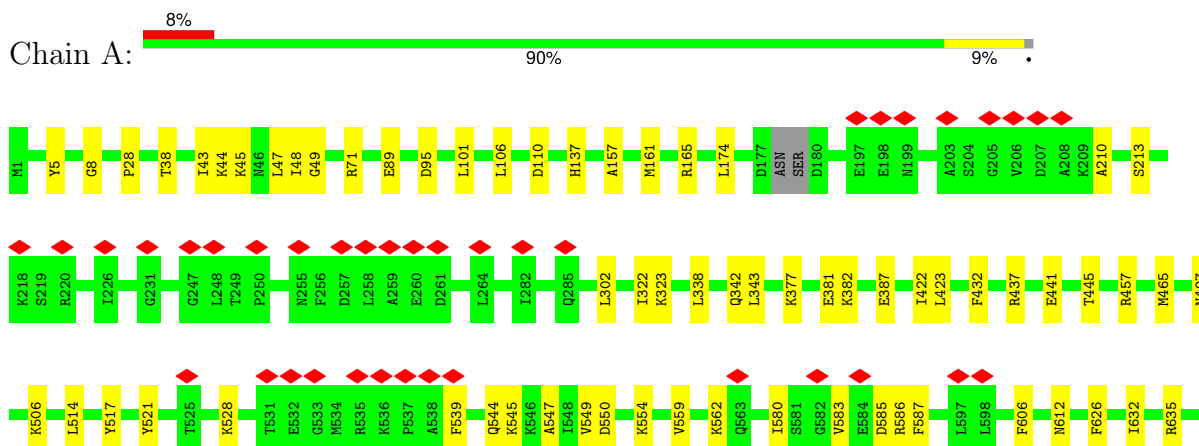 8%
Chain A:
90% 9% •
M1 Y5 G8 P28 T38 I43 K44 K45 N46 L47 I48 G49 R71 E89 D95 L101 L106 D110 H137 A157 M161 R165 L174 D177 ASN SER D180 E197 E198 N199 A203 S204 G205 V206 D207 A208 K209 A210 S213
K218 S219 R220 I226 G231 G247 L248 T249 P250 N255 F256 D257 L258 A259 E260 D261 L264 I282 Q285 L302 I322 K323 L338 Q342 L343 K377 E381 K382 E387 I422 L423 F432 R437 E441 T445 R457 M465
K506 L514 Y517 Y521 T525 K528 T531 E532 G533 M534 R535 K536 P537 A538 F539 Q544 K545 K546 A547 I548 V549 D550 K554 V559 K562 Q563 I580 S581 G582 V583 E584 D585 R586 F587 L597 L598 F606 N612 F626 I632 R635